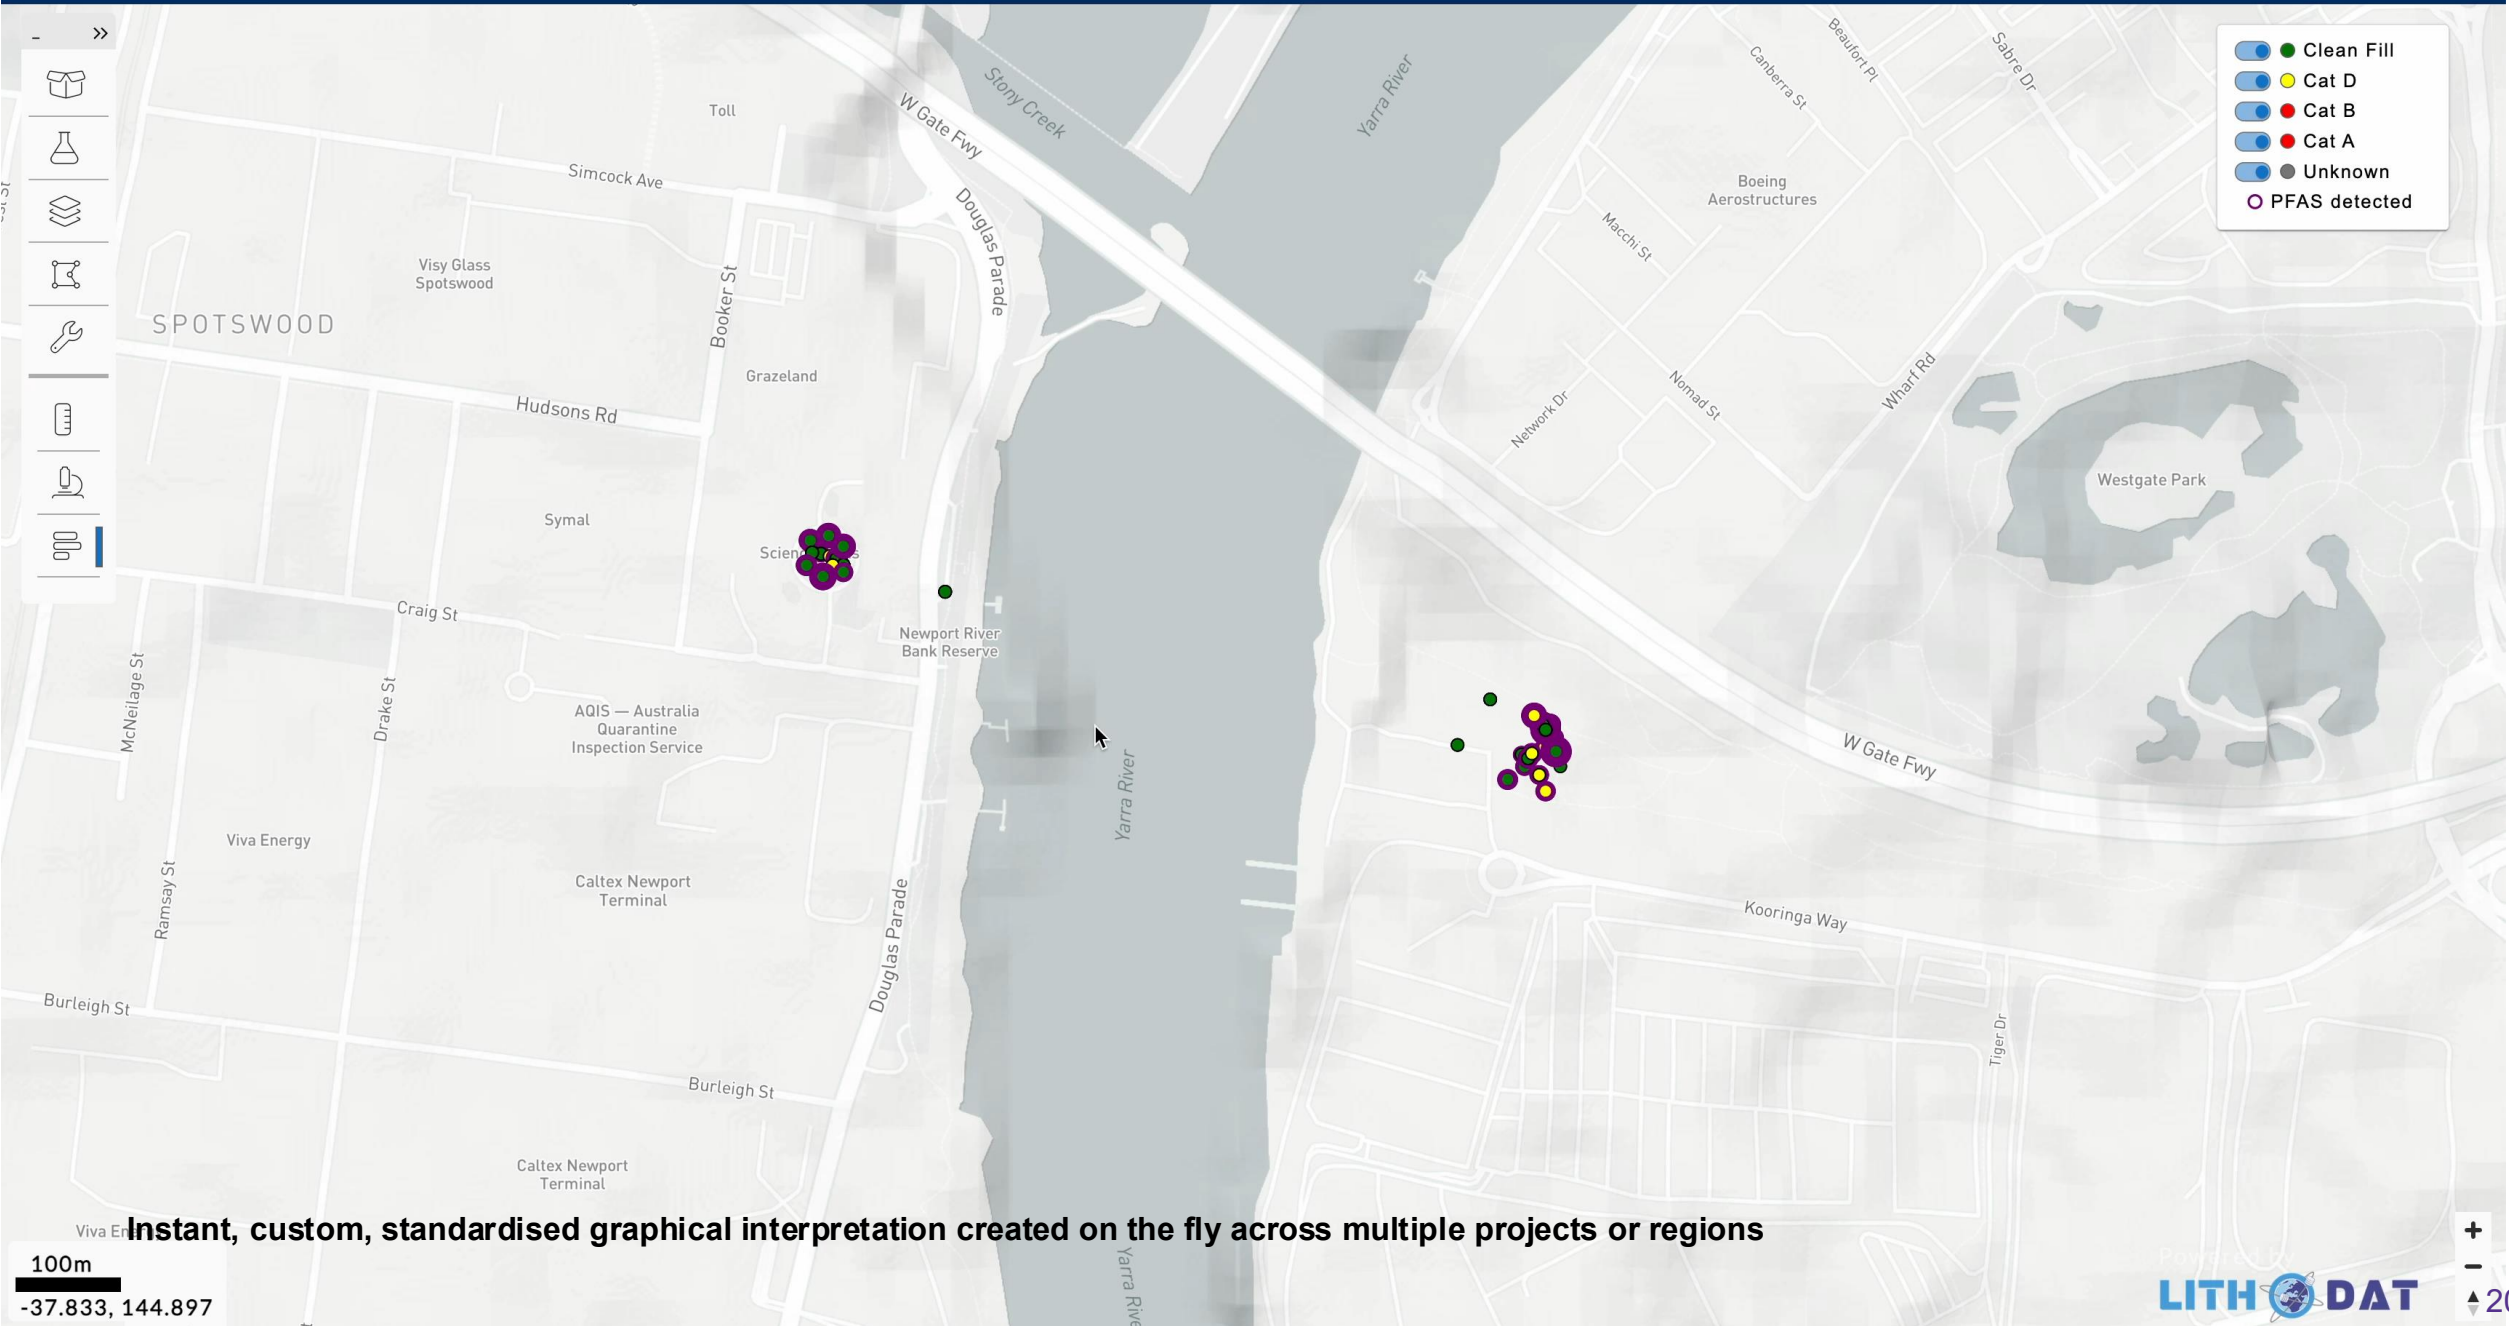 Clean Fill
Cat D
Cat B
Cat A
Unknown
PFAS detected
Toll
Simcock Ave
W Gate Fwy
Stony Creek
Yarra River
Canberra St
Beaufort Pl
Sabre Dr
Boeing
Aerostructures
Macchi St
Douglas Parade
Visy Glass
Spotswood
SPOTSWOOD
Booker St
Grazeland
Hudsons Rd
Network Dr
Nomad St
Wharf Rd
Westgate Park
Symal
Newport River
Bank Reserve
Craig St
McNeilage St
Drake St
AQIS — Australia
Quarantine
Inspection Service
Yarra River
W Gate Fwy
Viva Energy
Ramsay St
Caltex Newport
Terminal
Douglas Parade
Kooringa Way
Tiger Dr
Burleigh St
Burleigh St
Caltex Newport
Terminal
Instant, custom, standardised graphical interpretation created on the fly across multiple projects or regions
Yarra Rive
100m
-37.833, 144.897
Powered by
LITHODAT